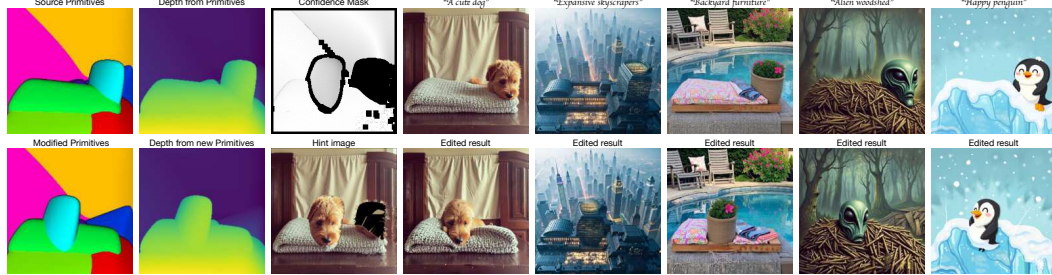 Source Primitives
Depth from Primitives
Confidence Mask
"A cute dog"
"Expansive skyscrapers"
"Backyard furniture"
"Alien woodshed"
"Happy penguin"
Modified Primitives
Depth from new Primitives
Hint image
Edited result
Edited result
Edited result
Edited result
Edited result